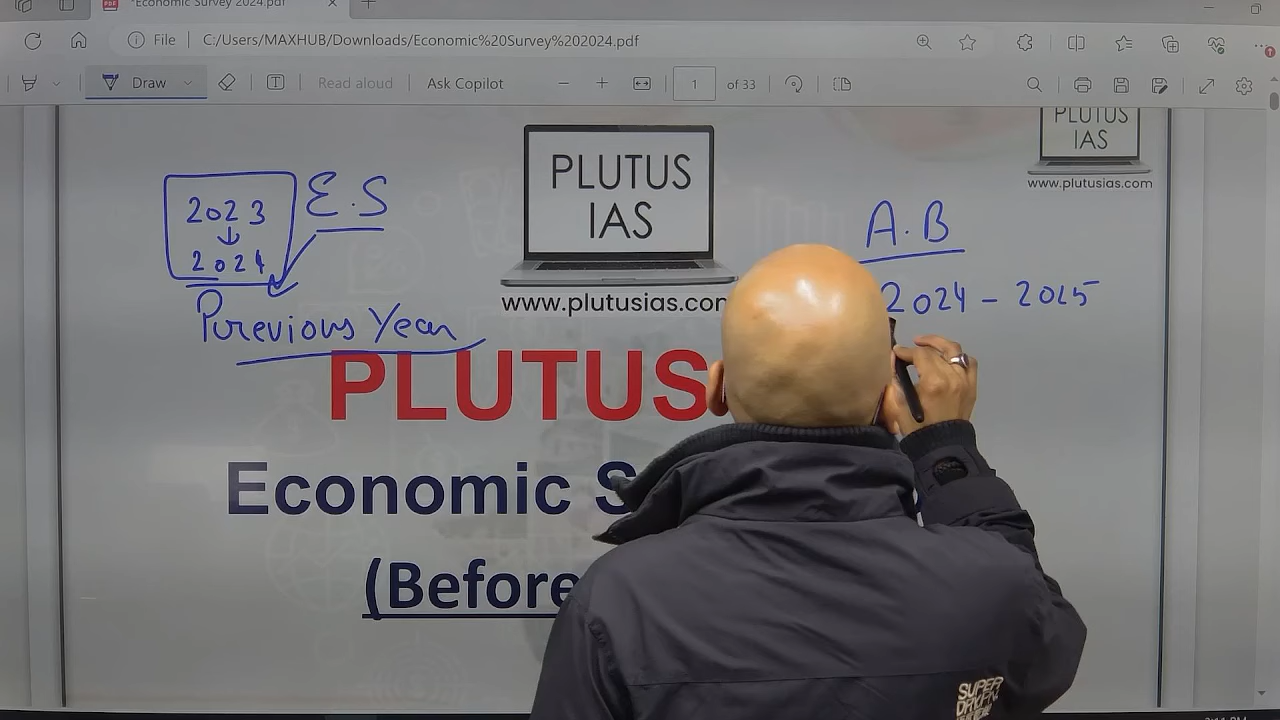 Economic Survey 2024.pdf
File C:/Users/MAXHUB/Downloads/Economic%20Survey%202024.pdf
Draw Read aloud Ask Copilot 1 of 33
PLUTUS
IAS
www.plutusias.com
2023
2024
E.S
Previous Year
PLUTUS
IAS
www.plutusias.com
A.B
2024 - 2025
PLUTUS
Economic S
(Before
SUPER